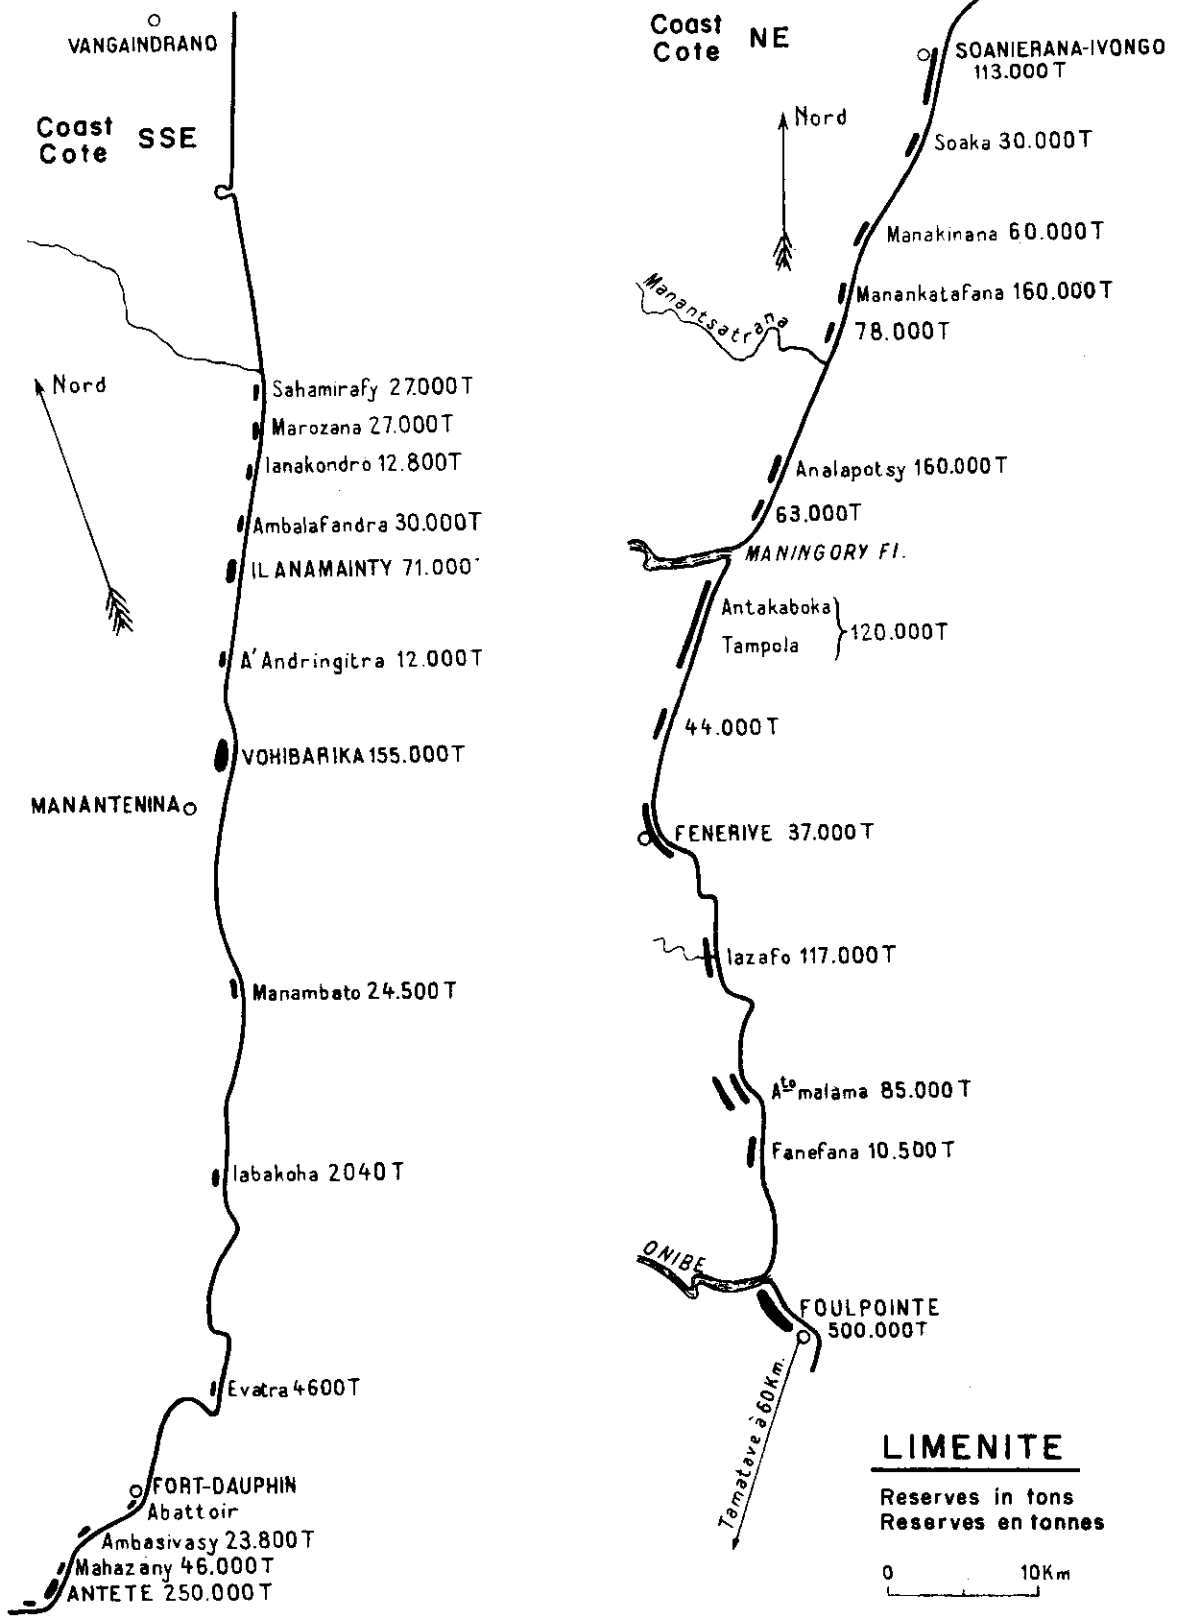 VANGAINDRANO
Coast
Cote SSE
Nord
Sahamirafy 27.000T
Marozana 27.000T
Ianakondro 12.800T
Ambalafandra 30.000T
ILANAMAINTY 71.000
A'Andringitra 12.000T
VOHIBARIKA 155.000T
MANANTENINA
Manambato 24.500T
Iabakoha 2040T
Evatra 4600T
FORT-DAUPHIN
Abattoir
Ambasivasy 23.800T
Mahazany 46.000T
ANTETE 250.000T
Coast
Cote NE
SOANIERANA-IVONGO
113.000T
Nord
Soaka 30.000T
Manakinana 60.000T
Manankatafana 160.000T
Manantsatrana
78.000T
Analapotsy 160.000T
63.000T
MANINGORY Fl.
Antakaboka
Tampola
120.000T
44.000T
FENERIVE 37.000T
Iazafo 117.000T
Ato malama 85.000T
Fanefana 10.500T
ONIBE
FOULPOINTE
500.000T
Tamatave à 60Km.
LIMENITE
Reserves in tons
Reserves en tonnes
0 10Km